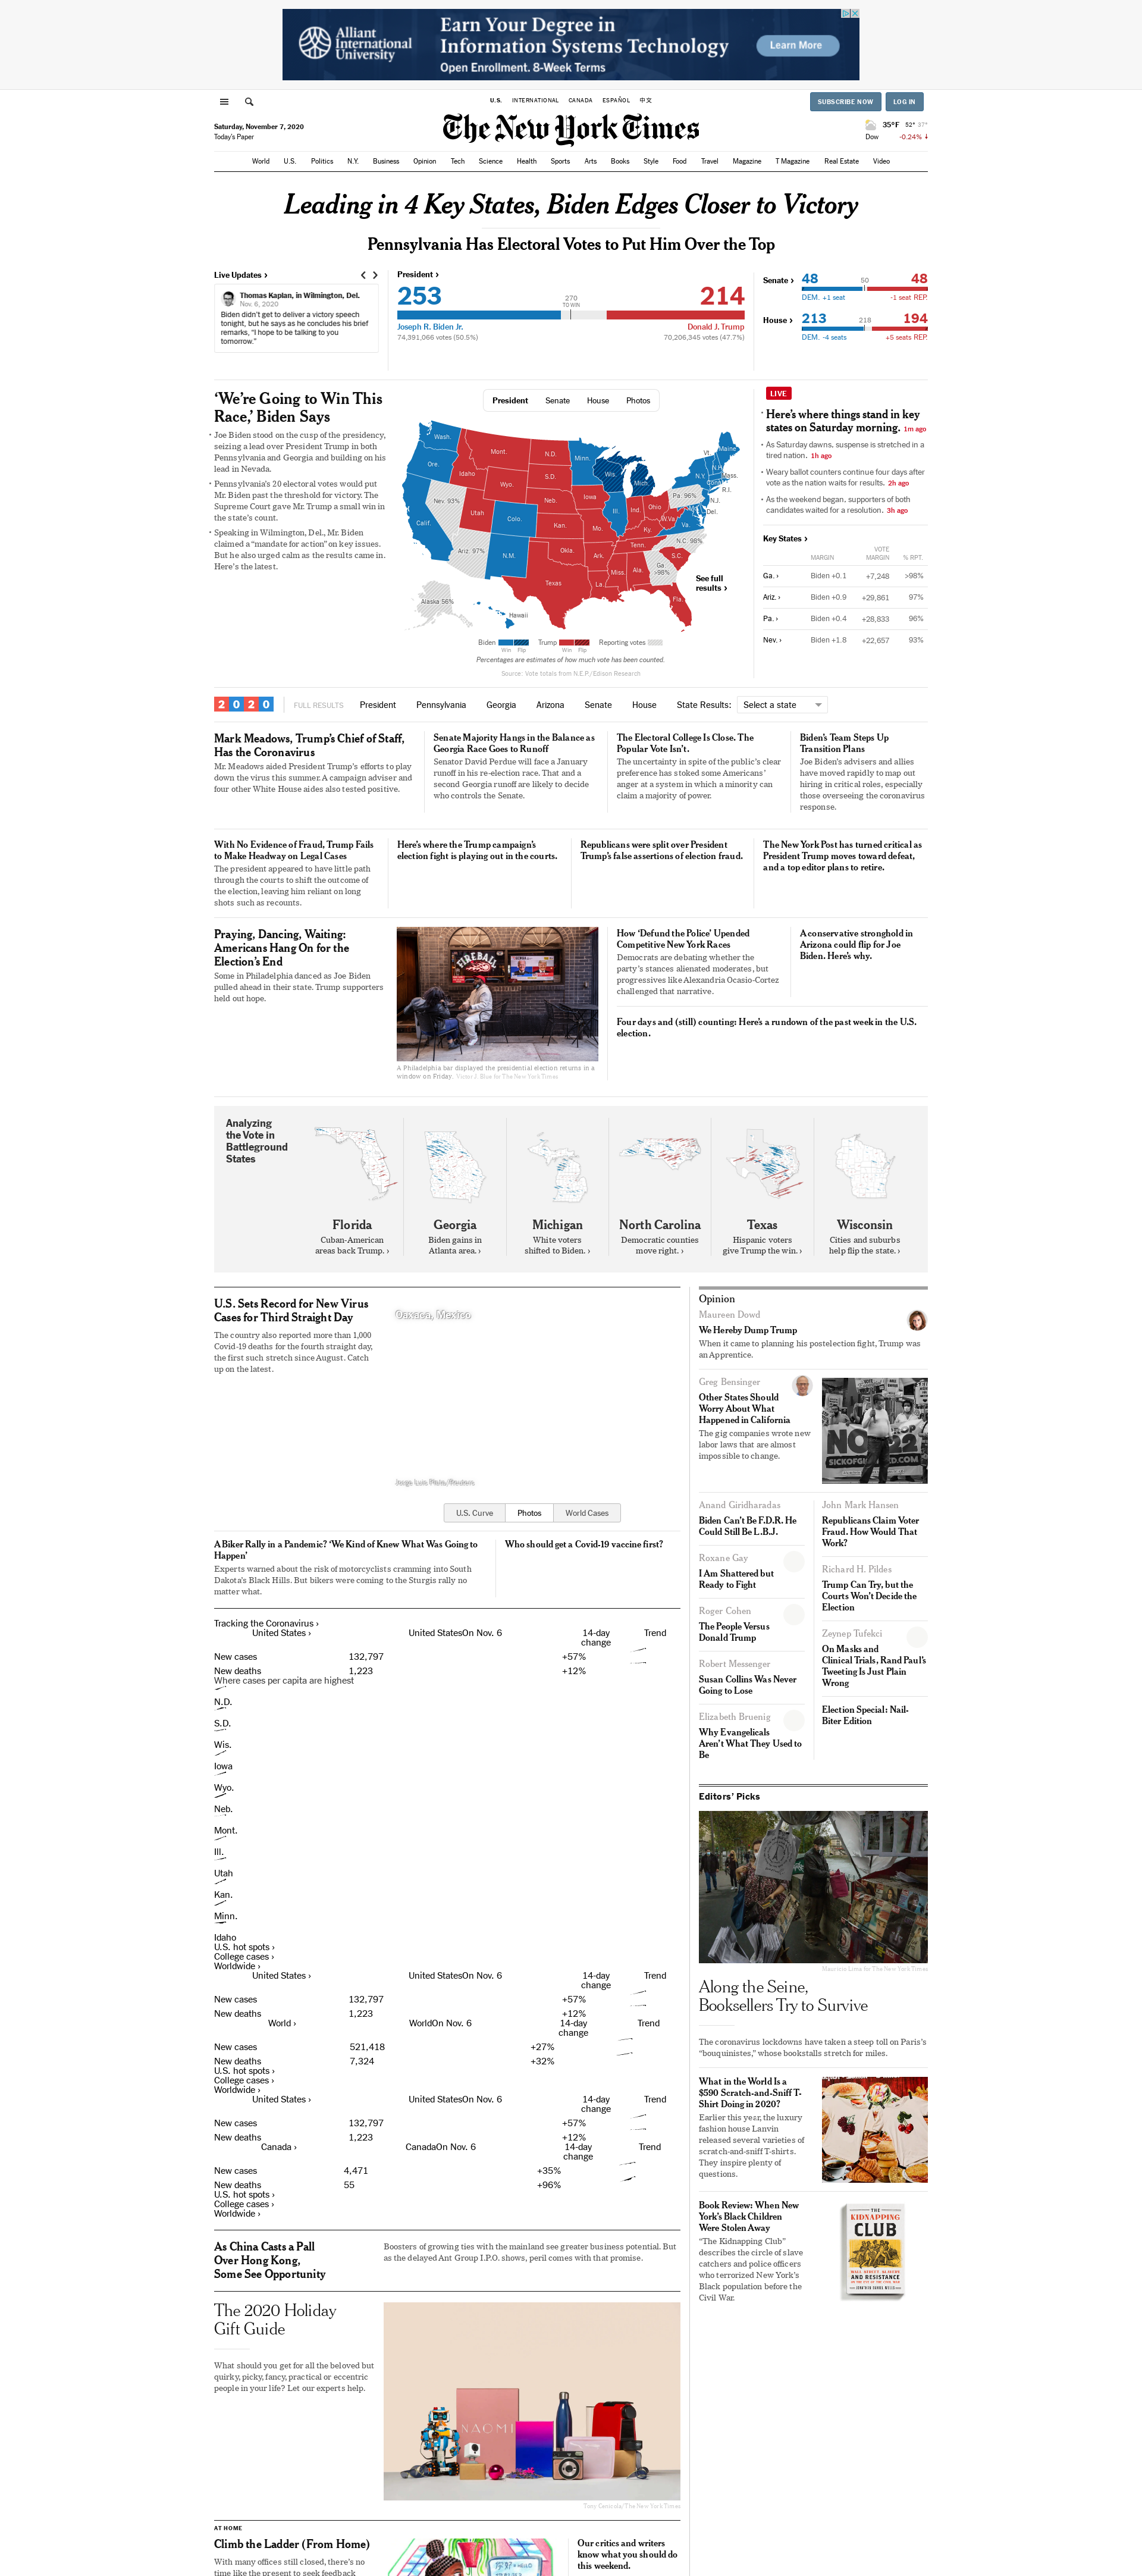 Alliant
International
University
Earn Your Degree in
Information Systems Technology
Open Enrollment. 8-Week Terms
Learn More
U.S. INTERNATIONAL CANADA ESPAÑOL 中文
SUBSCRIBE NOW LOG IN
Saturday, November 7, 2020
Today's Paper
The New York Times
35°F 52° 37°
Dow -0.24%
World U.S. Politics N.Y. Business Opinion Tech Science Health Sports Arts Books Style Food Travel Magazine T Magazine Real Estate Video
Leading in 4 Key States, Biden Edges Closer to Victory
Pennsylvania Has Electoral Votes to Put Him Over the Top
Live Updates ›
Thomas Kaplan, in Wilmington, Del.
Nov. 6, 2020
Biden didn't get to deliver a victory speech
tonight, but he says as he concludes his brief
remarks, "I hope to be talking to you
tomorrow."
President ›
253
270
TO WIN
214
Joseph R. Biden Jr.
Donald J. Trump
74,391,066 votes (50.5%)
70,206,345 votes (47.7%)
Senate ›
48 50 48
DEM. +1 seat -1 seat REP.
House ›
213 218 194
DEM. -4 seats +5 seats REP.
‘We’re Going to Win This
Race,’ Biden Says
Joe Biden stood on the cusp of the presidency,
seizing a lead over President Trump in both
Pennsylvania and Georgia and building on his
lead in Nevada.
Pennsylvania’s 20 electoral votes would put
Mr. Biden past the threshold for victory. The
Supreme Court gave Mr. Trump a small win in
the state’s count.
Speaking in Wilmington, Del., Mr. Biden
claimed a “mandate for action” on key issues.
But he also urged calm as the results came in.
Here’s the latest.
President Senate House Photos
Wash.
Ore.
Calif.
Nev. 93%
Idaho
Mont.
Wyo.
Utah
Ariz. 97%
Colo.
N.M.
N.D.
S.D.
Neb.
Kan.
Okla.
Texas
Minn.
Iowa
Mo.
Ark.
La.
Wis.
Ill.
Mich.
Ind.
Ohio
Ky.
Tenn.
Miss.
Ala.
Ga.
>98%
Fla.
S.C.
N.C. 98%
Va.
W.Va.
Pa. 96%
N.Y.
Vt.
N.H.
Maine
Mass.
Conn.
R.I.
N.J.
Del.
Alaska 56%
Hawaii
See full
results ›
Biden Trump Reporting votes
Win Flip Win Flip
Percentages are estimates of how much vote has been counted.
Source: Vote totals from N.E.P./Edison Research
LIVE
Here’s where things stand in key
states on Saturday morning. 1m ago
As Saturday dawns, suspense is stretched in a
tired nation. 1h ago
Weary ballot counters continue four days after
vote as the nation waits for results. 2h ago
As the weekend began, supporters of both
candidates waited for a resolution. 3h ago
Key States ›
MARGIN VOTE MARGIN % RPT.
Ga. › Biden +0.1 +7,248 >98%
Ariz. › Biden +0.9 +29,861 97%
Pa. › Biden +0.4 +28,833 96%
Nev. › Biden +1.8 +22,657 93%
2020 FULL RESULTS President Pennsylvania Georgia Arizona Senate House State Results: Select a state
Mark Meadows, Trump’s Chief of Staff,
Has the Coronavirus
Mr. Meadows aided President Trump’s efforts to play
down the virus this summer. A campaign adviser and
four other White House aides also tested positive.
Senate Majority Hangs in the Balance as
Georgia Race Goes to Runoff
Senator David Perdue will face a January
runoff in his re-election race. That and a
second Georgia runoff are likely to decide
who controls the Senate.
The Electoral College Is Close. The
Popular Vote Isn’t.
The uncertainty in spite of the public’s clear
preference has stoked some Americans’
anger at a system in which a minority can
claim a majority of power.
Biden’s Team Steps Up
Transition Plans
Joe Biden’s advisers and allies
have moved rapidly to map out
hiring in critical roles, especially
those overseeing the coronavirus
response.
With No Evidence of Fraud, Trump Fails
to Make Headway on Legal Cases
The president appeared to have little path
through the courts to shift the outcome of
the election, leaving him reliant on long
shots such as recounts.
Here’s where the Trump campaign’s
election fight is playing out in the courts.
Republicans were split over President
Trump’s false assertions of election fraud.
The New York Post has turned critical as
President Trump moves toward defeat,
and a top editor plans to retire.
Praying, Dancing, Waiting:
Americans Hang On for the
Election’s End
Some in Philadelphia danced as Joe Biden
pulled ahead in their state. Trump supporters
held out hope.
FIREBALL
A Philadelphia bar displayed the presidential election returns in a
window on Friday. Victor J. Blue for The New York Times
How ‘Defund the Police’ Upended
Competitive New York Races
Democrats are debating whether the
party’s stances alienated moderates, but
progressives like Alexandria Ocasio-Cortez
challenged that narrative.
A conservative stronghold in
Arizona could flip for Joe
Biden. Here’s why.
Four days and (still) counting: Here’s a rundown of the past week in the U.S.
election.
Analyzing
the Vote in
Battleground
States
Florida
Cuban-American
areas back Trump. ›
Georgia
Biden gains in
Atlanta area. ›
Michigan
White voters
shifted to Biden. ›
North Carolina
Democratic counties
move right. ›
Texas
Hispanic voters
give Trump the win. ›
Wisconsin
Cities and suburbs
help flip the state. ›
U.S. Sets Record for New Virus
Cases for Third Straight Day
The country also reported more than 1,000
Covid-19 deaths for the fourth straight day,
the first such stretch since August. Catch
up on the latest.
Oaxaca, Mexico
Jorge Luis Plata/Reuters
U.S. Curve Photos World Cases
A Biker Rally in a Pandemic? ‘We Kind of Knew What Was Going to
Happen’
Experts warned about the risk of motorcyclists cramming into South
Dakota’s Black Hills. But bikers were coming to the Sturgis rally no
matter what.
Who should get a Covid-19 vaccine first?
Tracking the Coronavirus ›
United States › United StatesOn Nov. 6 14-day change Trend
New cases 132,797 +57%
New deaths 1,223 +12%
Where cases per capita are highest
N.D.
S.D.
Wis.
Iowa
Wyo.
Neb.
Mont.
Ill.
Utah
Kan.
Minn.
Idaho
U.S. hot spots ›
College cases ›
Worldwide ›
United States › United StatesOn Nov. 6 14-day change Trend
New cases 132,797 +57%
New deaths 1,223 +12%
World › WorldOn Nov. 6 14-day change Trend
New cases 521,418 +27%
New deaths 7,324 +32%
U.S. hot spots ›
College cases ›
Worldwide ›
United States › United StatesOn Nov. 6 14-day change Trend
New cases 132,797 +57%
New deaths 1,223 +12%
Canada › CanadaOn Nov. 6 14-day change Trend
New cases 4,471 +35%
New deaths 55 +96%
U.S. hot spots ›
College cases ›
Worldwide ›
As China Casts a Pall
Over Hong Kong,
Some See Opportunity
Boosters of growing ties with the mainland see greater business potential. But
as the delayed Ant Group I.P.O. shows, peril comes with that promise.
The 2020 Holiday
Gift Guide
What should you get for all the beloved but
quirky, picky, fancy, practical or eccentric
people in your life? Let our experts help.
NAOMI
Tony Cenicola/The New York Times
AT HOME
Climb the Ladder (From Home)
With many offices still closed, there’s no
time like the present to seek feedback
Our critics and writers
know what you should do
this weekend.
Opinion
Maureen Dowd
We Hereby Dump Trump
When it came to planning his postelection fight, Trump was
an Apprentice.
Greg Bensinger
Other States Should
Worry About What
Happened in California
The gig companies wrote new
labor laws that are almost
impossible to change.
NO
22
Anand Giridharadas
Biden Can’t Be F.D.R. He
Could Still Be L.B.J.
Roxane Gay
I Am Shattered but
Ready to Fight
Roger Cohen
The People Versus
Donald Trump
Robert Messenger
Susan Collins Was Never
Going to Lose
Elizabeth Bruenig
Why Evangelicals
Aren’t What They Used to
Be
John Mark Hansen
Republicans Claim Voter
Fraud. How Would That
Work?
Richard H. Pildes
Trump Can Try, but the
Courts Won’t Decide the
Election
Zeynep Tufekci
On Masks and
Clinical Trials, Rand Paul’s
Tweeting Is Just Plain
Wrong
Election Special: Nail-
Biter Edition
Editors’ Picks
Mauricio Lima for The New York Times
Along the Seine,
Booksellers Try to Survive
The coronavirus lockdowns have taken a steep toll on Paris’s
“bouquinistes,” whose bookstalls stretch for miles.
What in the World Is a
$590 Scratch-and-Sniff T-
Shirt Doing in 2020?
Earlier this year, the luxury
fashion house Lanvin
released several varieties of
scratch-and-sniff T-shirts.
They inspire plenty of
questions.
Book Review: When New
York’s Black Children
Were Stolen Away
“The Kidnapping Club”
describes the circle of slave
catchers and police officers
who terrorized New York’s
Black population before the
Civil War.
THE
KIDNAPPING
CLUB
AND RESISTANCE